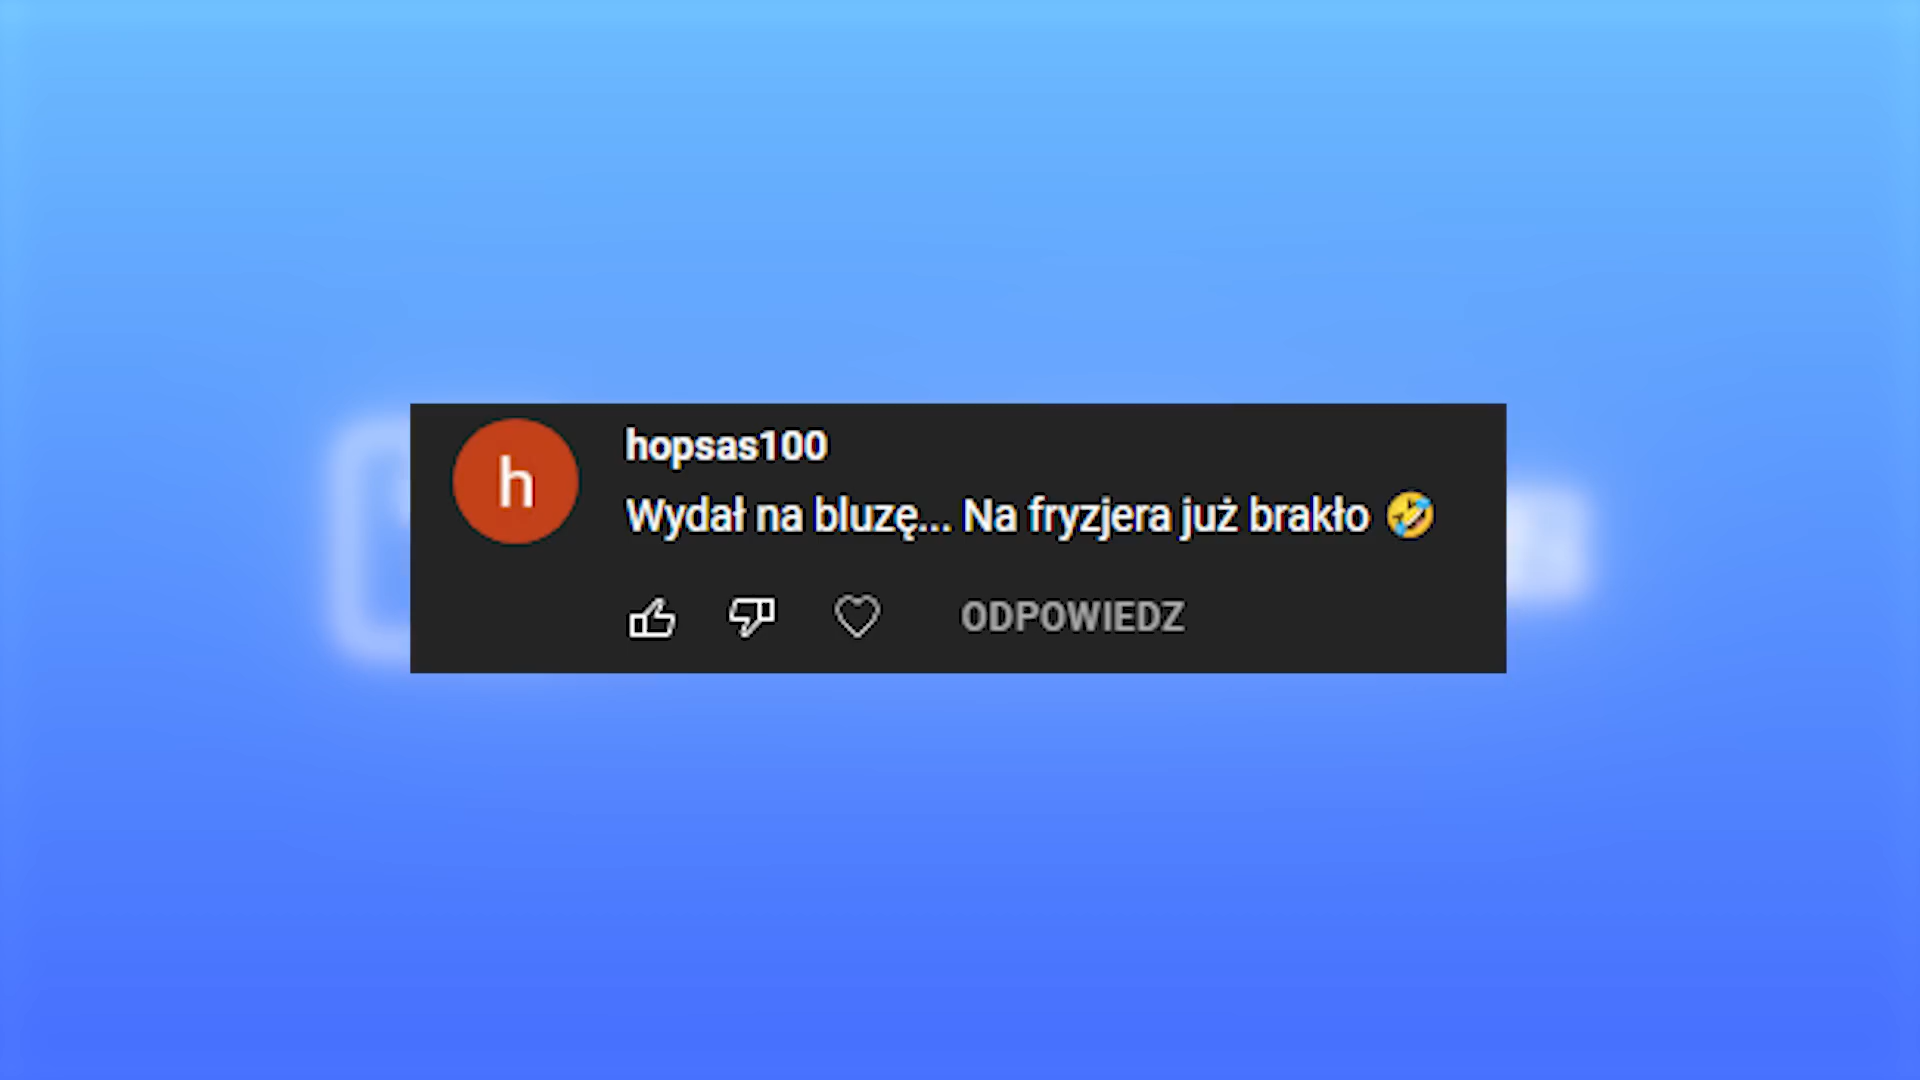 h
hopsas100
Wydał na bluzę... Na fryzjera już brakło 🤣
ODPOWIEDZ